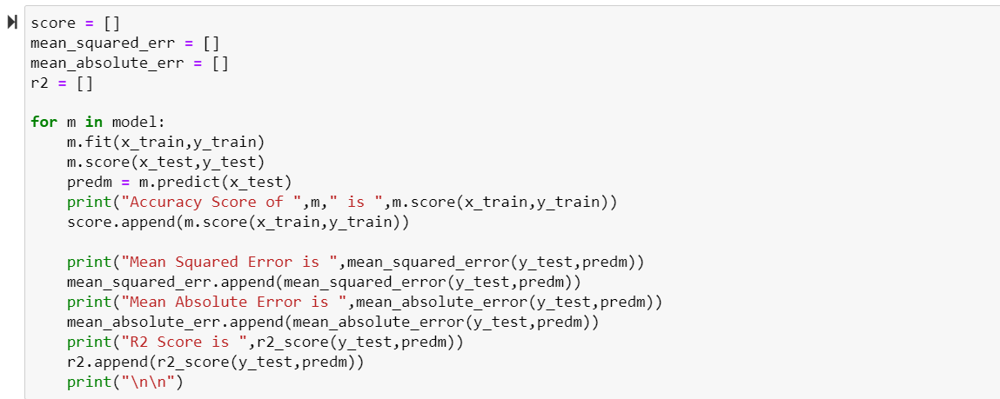 score = []
mean_squared_err = []
mean_absolute_err = []
r2 = []

for m in model:
    m.fit(x_train,y_train)
    m.score(x_test,y_test)
    predm = m.predict(x_test)
    print("Accuracy Score of ",m," is ",m.score(x_train,y_train))
    score.append(m.score(x_train,y_train))

    print("Mean Squared Error is ",mean_squared_error(y_test,predm))
    mean_squared_err.append(mean_squared_error(y_test,predm))
    print("Mean Absolute Error is ",mean_absolute_error(y_test,predm))
    mean_absolute_err.append(mean_absolute_error(y_test,predm))
    print("R2 Score is ",r2_score(y_test,predm))
    r2.append(r2_score(y_test,predm))
    print("\n\n")